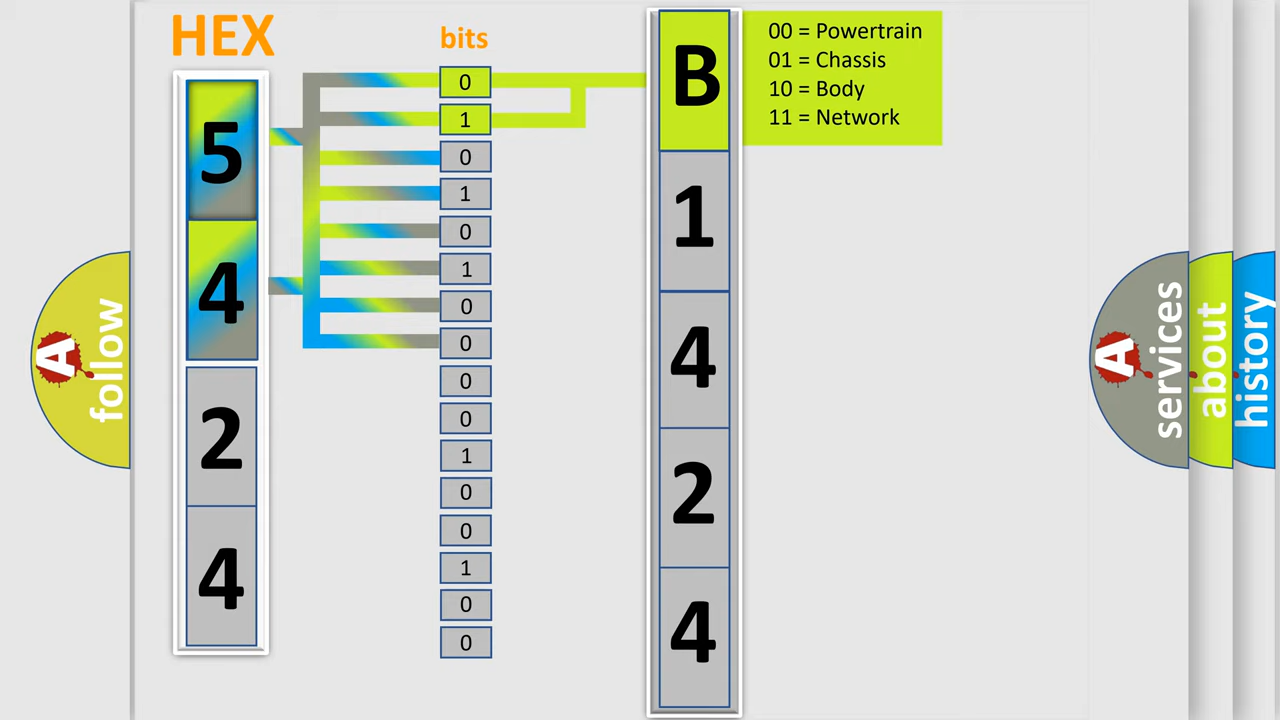 HEX
bits
5
4
2
4
0
1
0
1
0
1
0
0
0
0
1
0
0
1
0
0
B
1
4
2
4
00 = Powertrain
01 = Chassis
10 = Body
11 = Network
A
follow
A
services
about
history